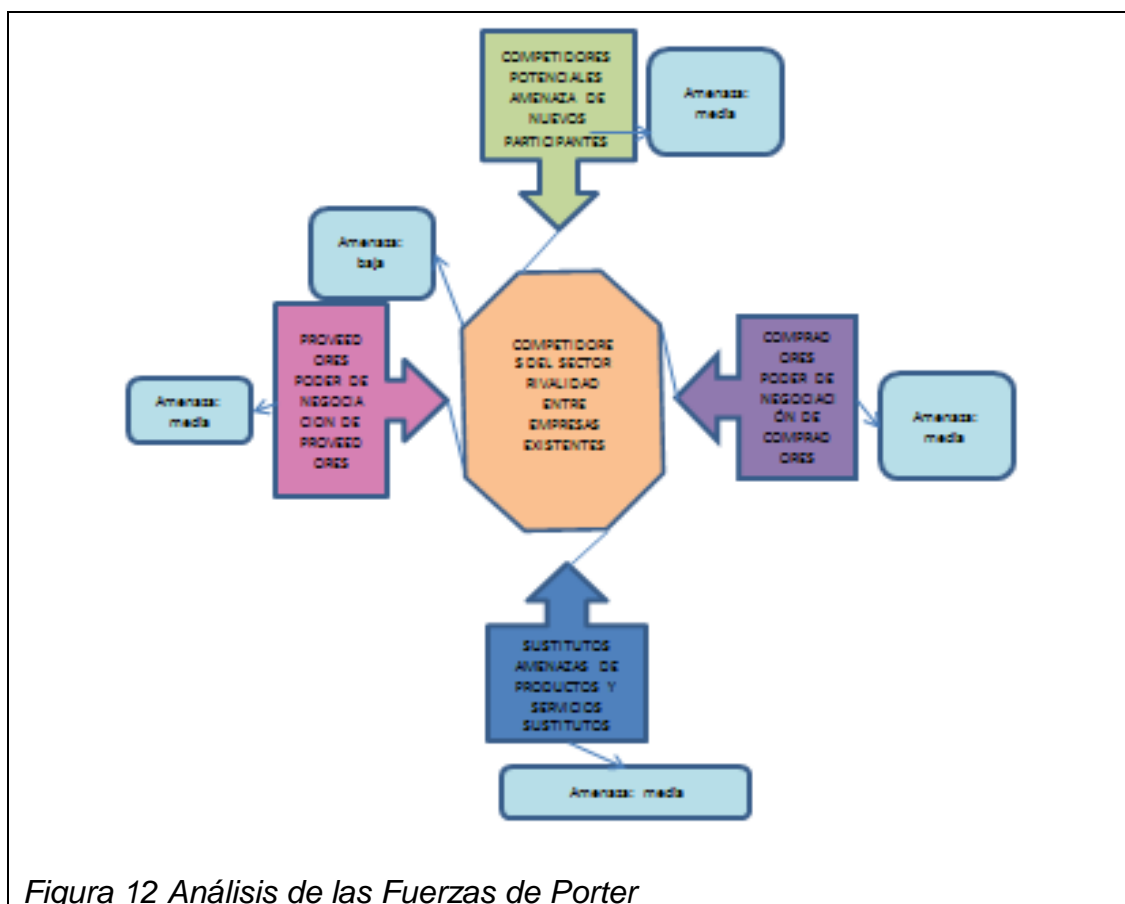 COMPETIDORES
POTENCIALES
AMENAZA DE
NUEVOS
PARTICIPANTES
Amenaza:
media
Amenaza:
baja
PROVEED
ORES
PODER DE
NEGOCIA
CION DE
PROVEED
ORES
Amenaza:
media
COMPETIDORE
S DEL SECTOR
RIVALIDAD
ENTRE
EMPRESAS
EXISTENTES
COMPRAD
ORES
PODER DE
NEGOCIACI
ÓN DE
COMPRAD
ORES
Amenaza:
media
SUSTITUTOS
AMENAZAS DE
PRODUCTOS Y
SERVICIOS
SUSTITUTOS
Amenaza: media
Figura 12 Análisis de las Fuerzas de Porter